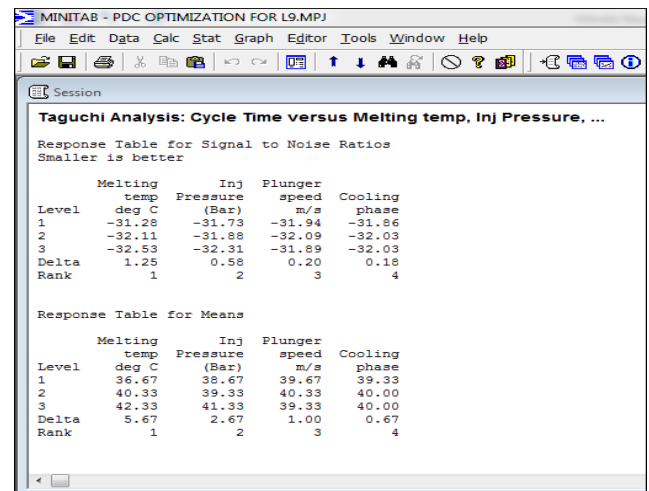 MINITAB - PDC OPTIMIZATION FOR L9.MPJ
File Edit Data Calc Stat Graph Editor Tools Window Help
Session
Taguchi Analysis: Cycle Time versus Melting temp, Inj Pressure, ...
Response Table for Signal to Noise Ratios
Smaller is better
Melting Inj Plunger
temp Pressure speed Cooling
Level deg C (Bar) m/s phase
1 -31.28 -31.73 -31.94 -31.86
2 -32.11 -31.88 -32.09 -32.03
3 -32.53 -32.31 -31.89 -32.03
Delta 1.25 0.58 0.20 0.18
Rank 1 2 3 4
Response Table for Means
Melting Inj Plunger
temp Pressure speed Cooling
Level deg C (Bar) m/s phase
1 36.67 38.67 39.67 39.33
2 40.33 39.33 40.33 40.00
3 42.33 41.33 39.33 40.00
Delta 5.67 2.67 1.00 0.67
Rank 1 2 3 4